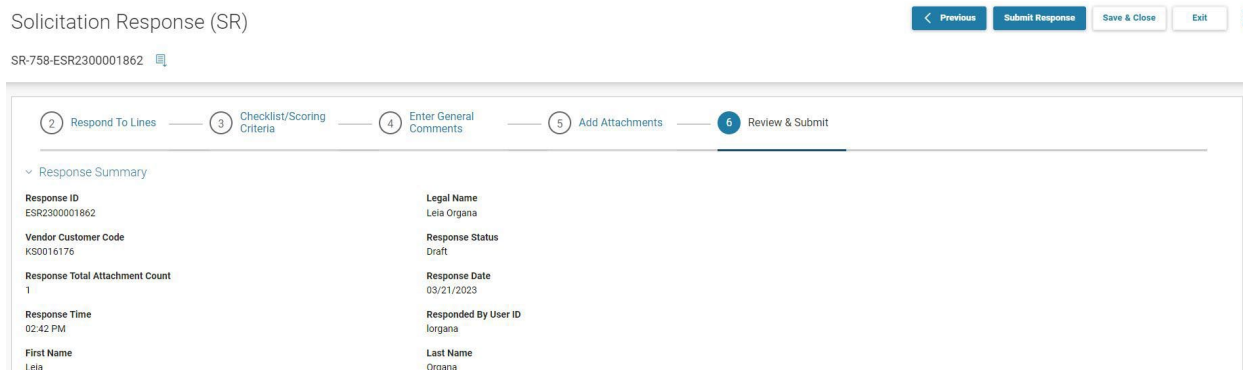 Solicitation Response (SR)
Previous
Submit Response
Save & Close
Exit
SR-758-ESR2300001862
2 Respond To Lines
3 Checklist/Scoring
Criteria
4 Enter General
Comments
5 Add Attachments
6 Review & Submit
Response Summary
Response ID
ESR2300001862
Legal Name
Leia Organa
Vendor Customer Code
KS0016176
Response Status
Draft
Response Total Attachment Count
1
Response Date
03/21/2023
Response Time
02:42 PM
Responded By User ID
lorgana
First Name
Leia
Last Name
Organa